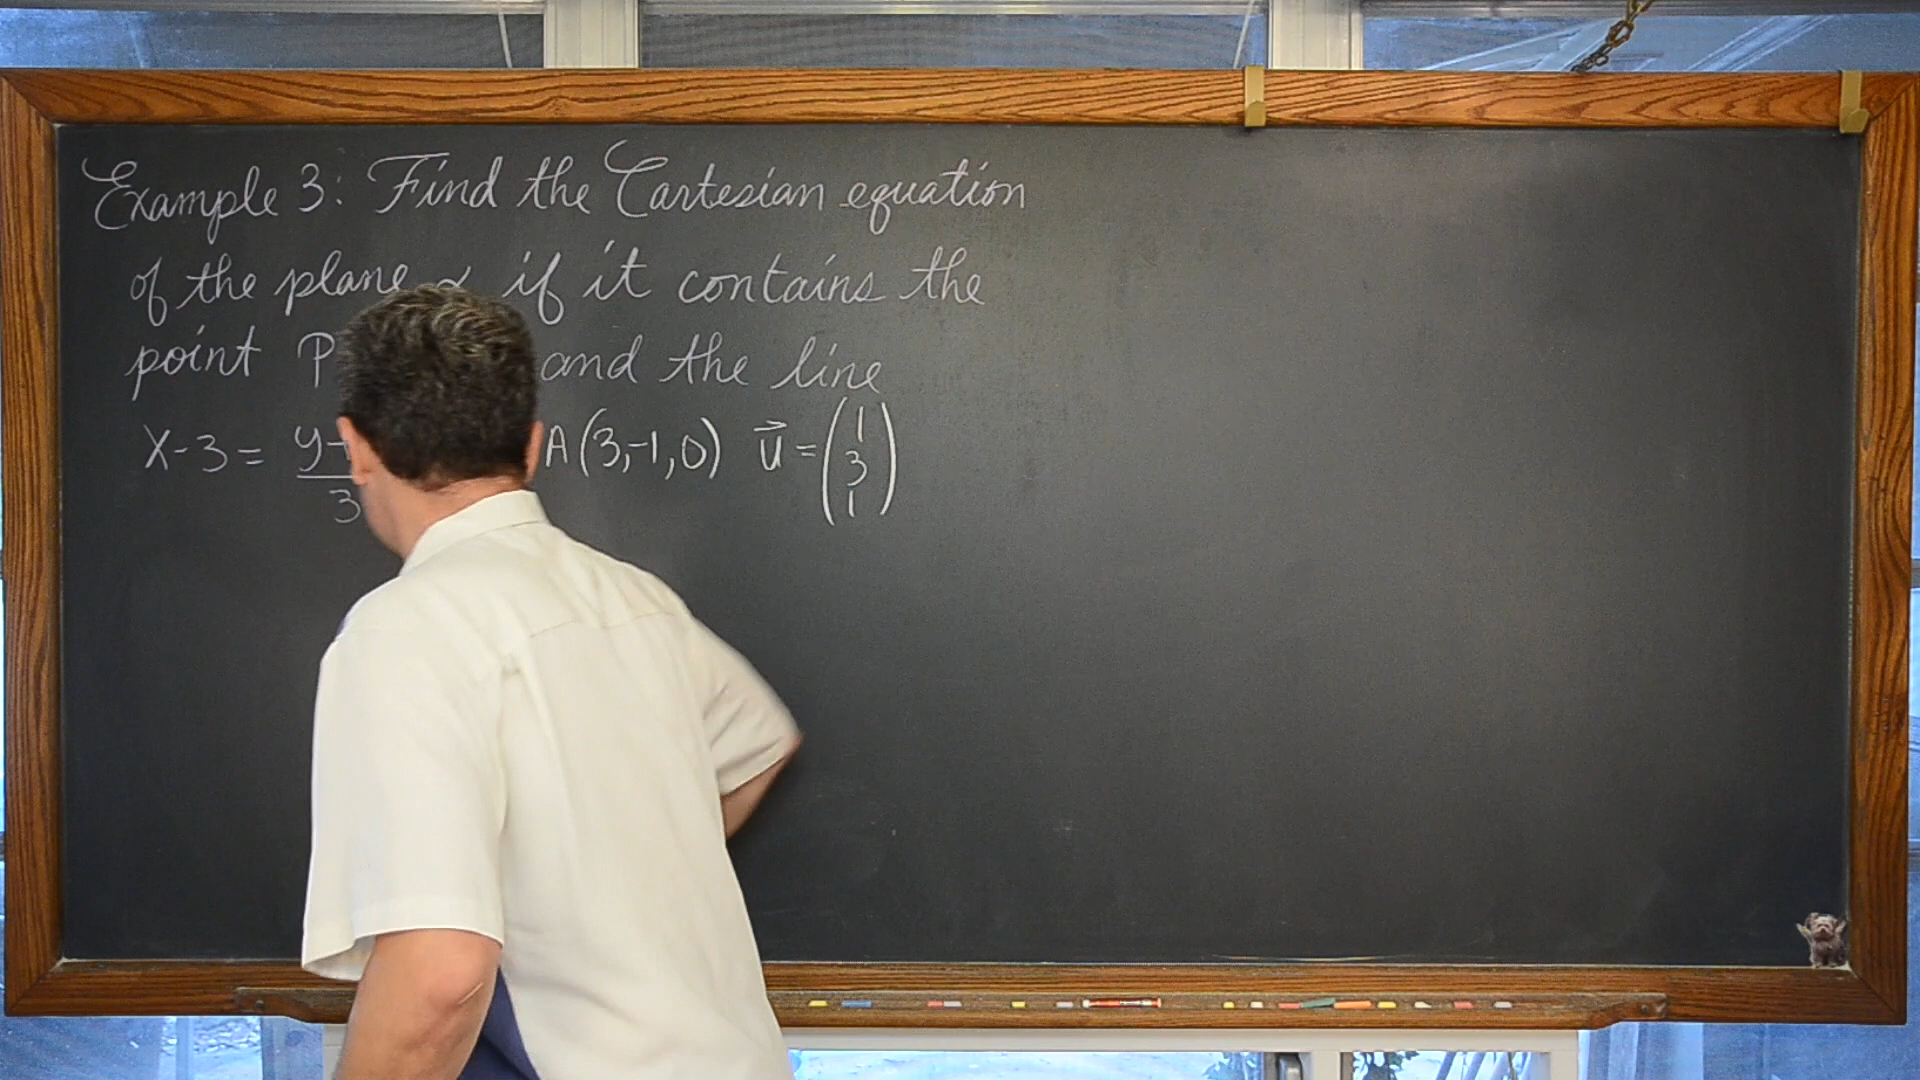 Example 3: Find the Cartesian equation
of the plane α if it contains the
point P and the line
x-3 = y- / 3 A(3,-1,0) u⃗ = (1 3 1)